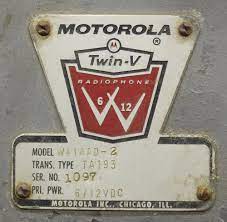 MOTOROLA
Twin-V
RADIOPHONE
6 12
MODEL
TRANS. TYPE TA193
SER. NO. 1097
PRI. PWR. 6/12VDC
MOTOROLA INC., CHICAGO, ILL.